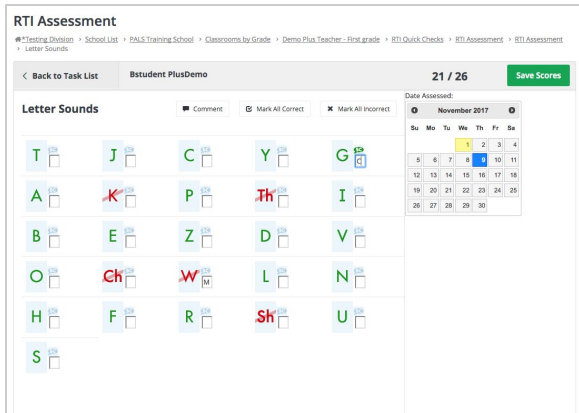 RTI Assessment
*Testing Division > School List > PALS Training School > Classrooms by Grade > Demo Plus Teacher - First grade > RTI Quick Checks > RTI Assessment > RTI Assessment
> Letter Sounds
< Back to Task List Bstudent PlusDemo 21 / 26 Save Scores
Letter Sounds Comment Mark All Correct Mark All Incorrect
Date Assessed:
November 2017
Su Mo Tu We Th Fr Sa
1 2 3 4
5 6 7 8 9 10 11
12 13 14 15 16 17 18
19 20 21 22 23 24 25
26 27 28 29 30
T J C Y G C
A K P Th I
B E Z D V
O Ch W M L N
H F R Sh U
S